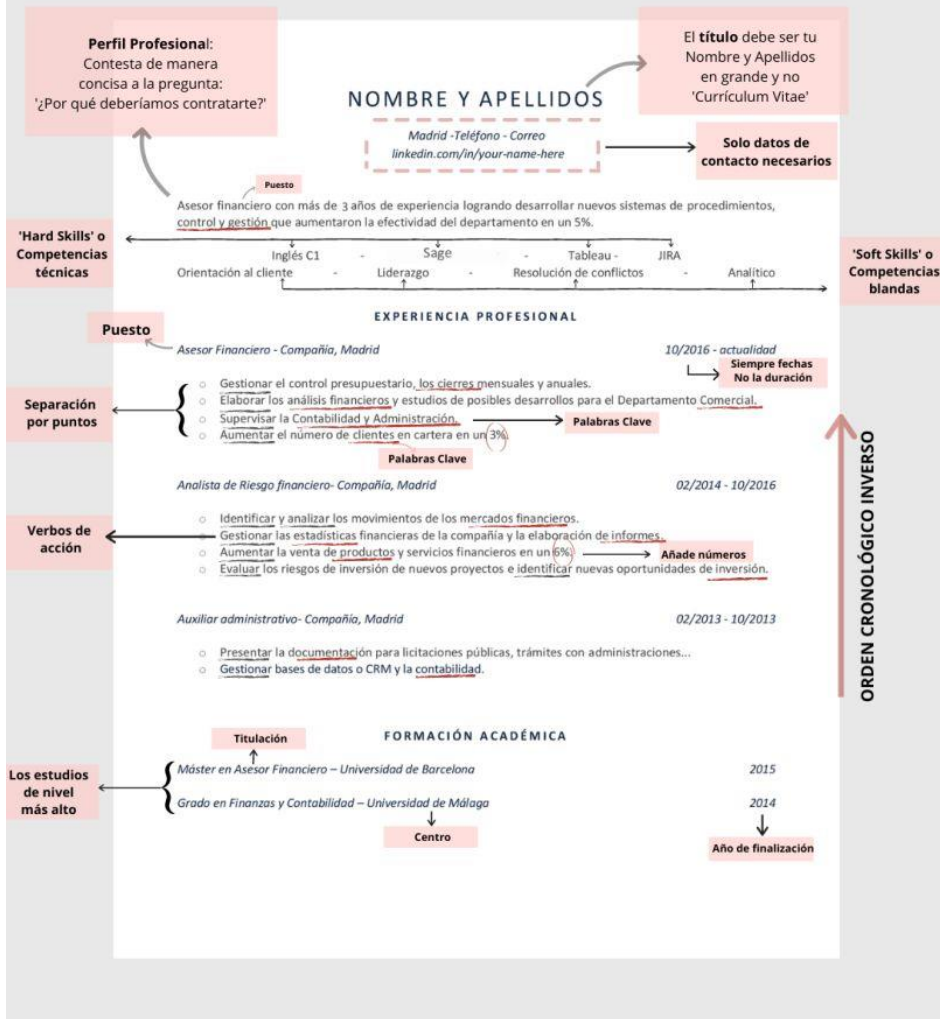 Perfil Profesional:
Contesta de manera
concisa a la pregunta:
'¿Por qué deberíamos contratarte?'
El título debe ser tu
Nombre y Apellidos
en grande y no
'Currículum Vitae'
NOMBRE Y APELLIDOS
Madrid -Teléfono - Correo
linkedin.com/in/your-name-here
Solo datos de
contacto necesarios
Puesto
Asesor financiero con más de 3 años de experiencia logrando desarrollar nuevos sistemas de procedimientos,
control y gestión que aumentaron la efectividad del departamento en un 5%.
'Hard Skills' o
Competencias
técnicas
Inglés C1 - Sage - Tableau - JIRA
Orientación al cliente - Liderazgo - Resolución de conflictos - Analítico
'Soft Skills' o
Competencias
blandas
EXPERIENCIA PROFESIONAL
Puesto
Asesor Financiero - Compañía, Madrid 10/2016 - actualidad
Siempre fechas
No la duración
Separación
por puntos
Gestionar el control presupuestario, los cierres mensuales y anuales.
Elaborar los análisis financieros y estudios de posibles desarrollos para el Departamento Comercial.
Supervisar la Contabilidad y Administración.
Palabras Clave
Aumentar el número de clientes en cartera en un 3%.
Palabras Clave
Analista de Riesgo financiero- Compañía, Madrid 02/2014 - 10/2016
Verbos de
acción
Identificar y analizar los movimientos de los mercados financieros.
Gestionar las estadísticas financieras de la compañía y la elaboración de informes.
Aumentar la venta de productos y servicios financieros en un 6%.
Añade números
Evaluar los riesgos de inversión de nuevos proyectos e identificar nuevas oportunidades de inversión.
ORDEN CRONOLÓGICO INVERSO
Auxiliar administrativo- Compañía, Madrid 02/2013 - 10/2013
Presentar la documentación para licitaciones públicas, trámites con administraciones...
Gestionar bases de datos o CRM y la contabilidad.
FORMACIÓN ACADÉMICA
Titulación
Los estudios
de nivel
más alto
Máster en Asesor Financiero – Universidad de Barcelona 2015
Grado en Finanzas y Contabilidad – Universidad de Málaga 2014
Centro
Año de finalización